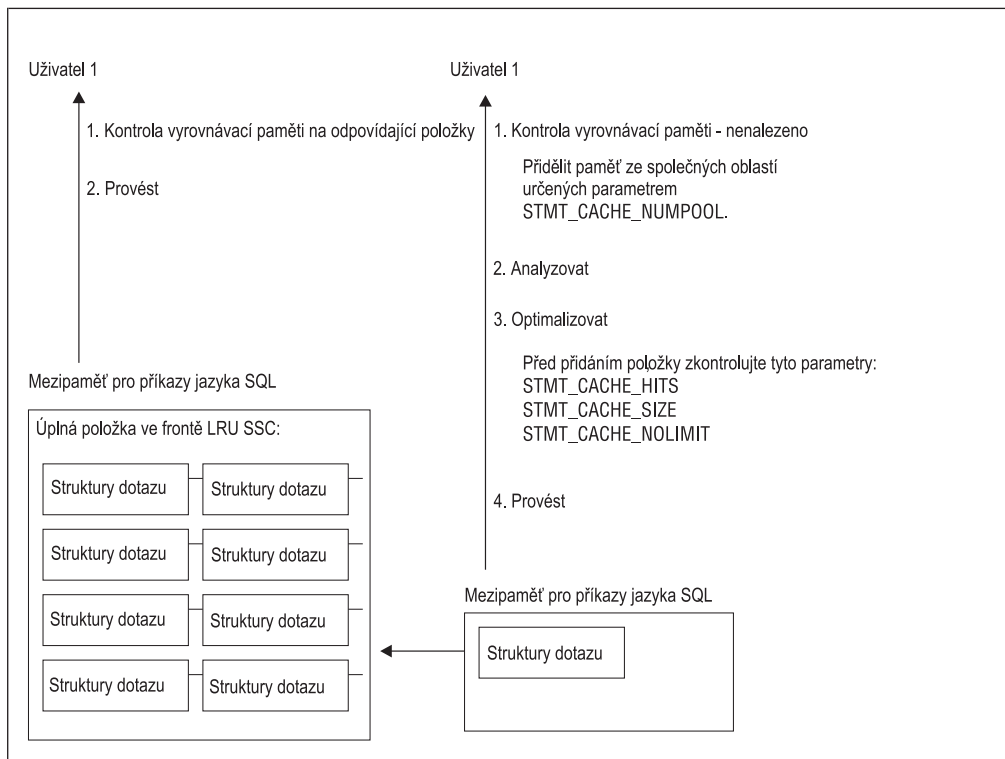 Uživatel 1
1. Kontrola vyrovnávací paměti na odpovídající položky
2. Provést
Mezipaměť pro příkazy jazyka SQL
Úplná položka ve frontě LRU SSC:
Struktury dotazu
Struktury dotazu
Struktury dotazu
Struktury dotazu
Struktury dotazu
Struktury dotazu
Struktury dotazu
Struktury dotazu
Uživatel 1
1. Kontrola vyrovnávací paměti - nenalezeno
Přidělit paměť ze společných oblastí
určených parametrem
STMT_CACHE_NUMPOOL.
2. Analyzovat
3. Optimalizovat
Před přidáním položky zkontrolujte tyto parametry:
STMT_CACHE_HITS
STMT_CACHE_SIZE
STMT_CACHE_NOLIMIT
4. Provést
Mezipaměť pro příkazy jazyka SQL
Struktury dotazu